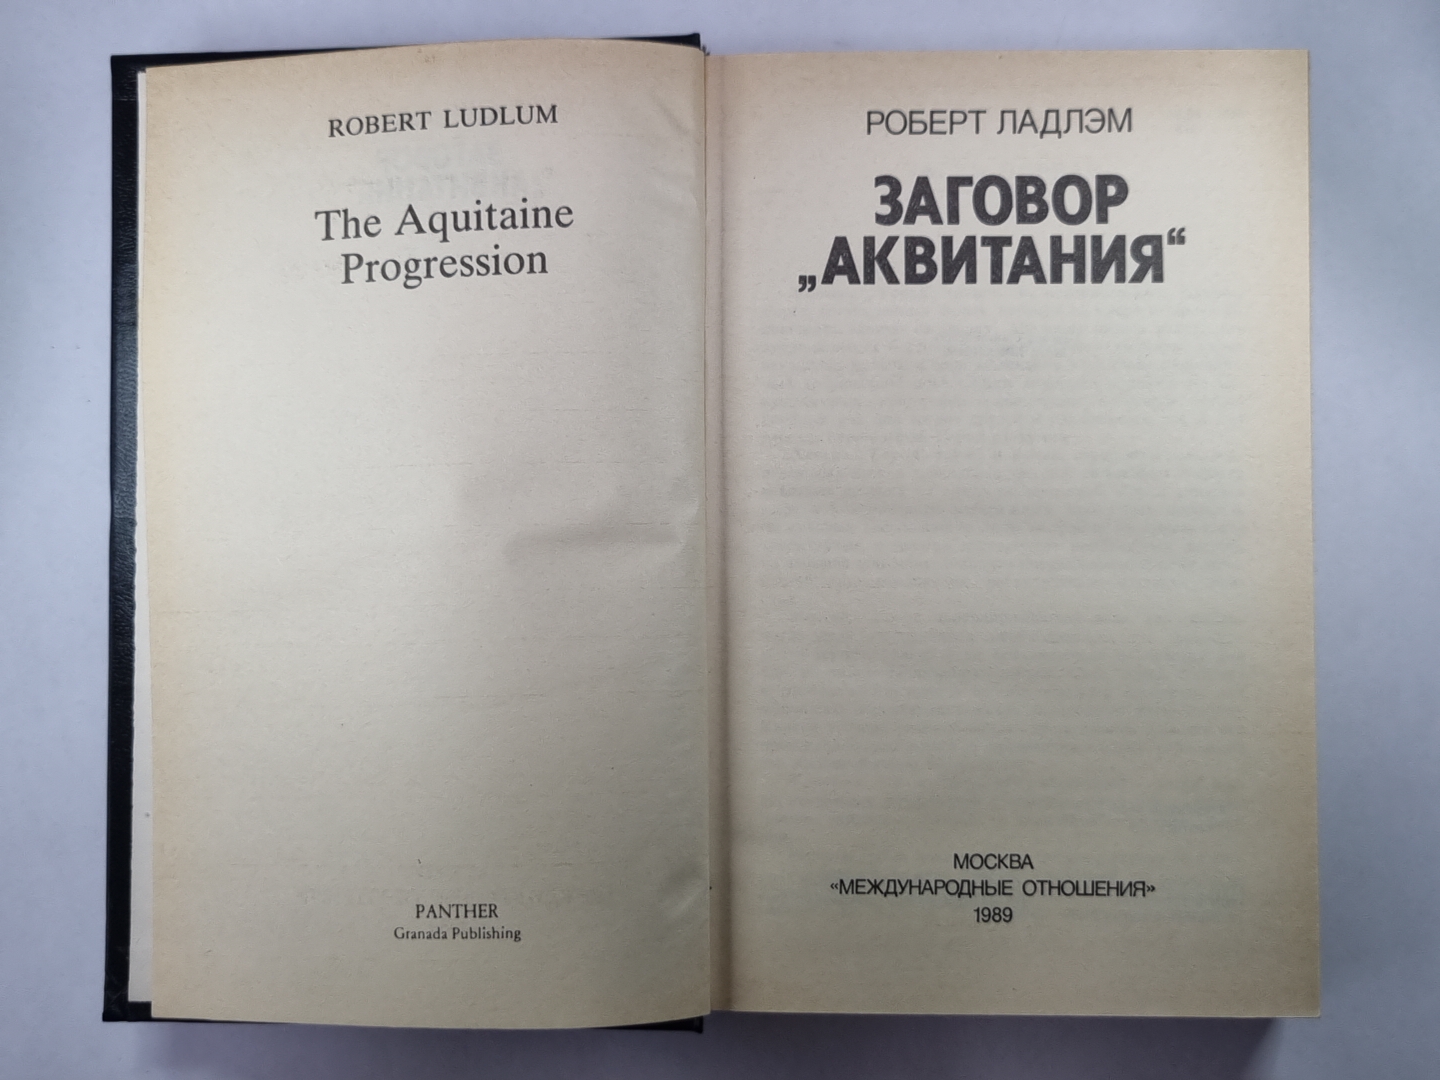 ROBERT LUDLUM
The Aquitaine
Progression
PANTHER
Granada Publishing
РОБЕРТ ЛАДЛЭМ
ЗАГОВОР
„АКВИТАНИЯ“
МОСКВА
«МЕЖДУНАРОДНЫЕ ОТНОШЕНИЯ»
1989